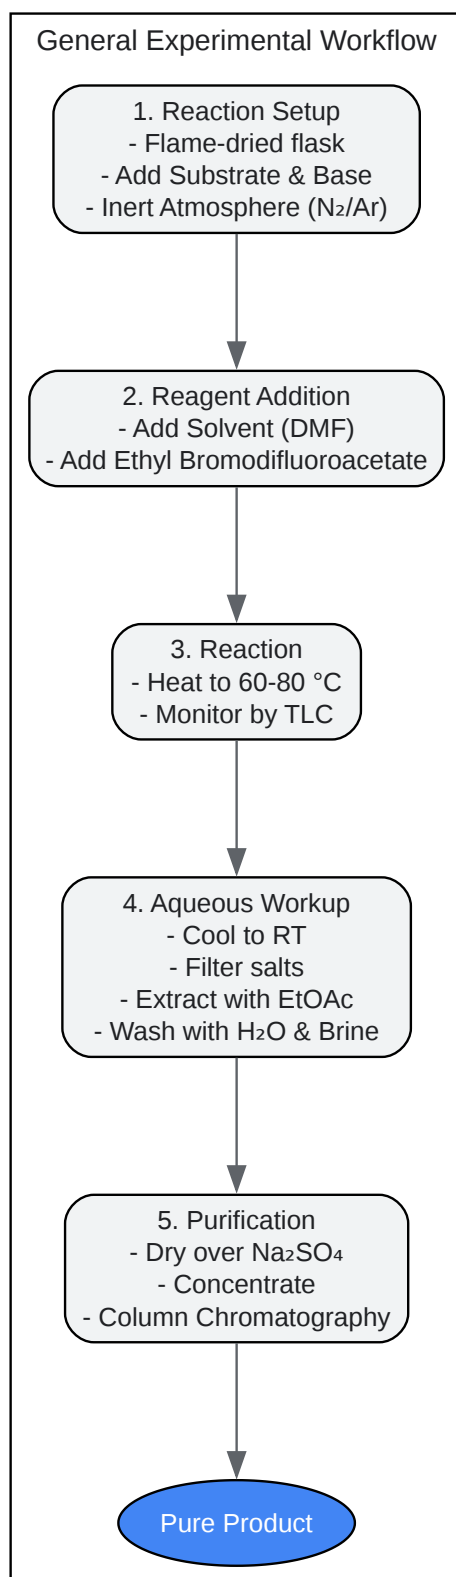 General Experimental Workflow
1. Reaction Setup
- Flame-dried flask
- Add Substrate & Base
- Inert Atmosphere (N₂/Ar)
2. Reagent Addition
- Add Solvent (DMF)
- Add Ethyl Bromodifluoroacetate
3. Reaction
- Heat to 60-80 °C
- Monitor by TLC
4. Aqueous Workup
- Cool to RT
- Filter salts
- Extract with EtOAc
- Wash with H₂O & Brine
5. Purification
- Dry over Na₂SO₄
- Concentrate
- Column Chromatography
Pure Product